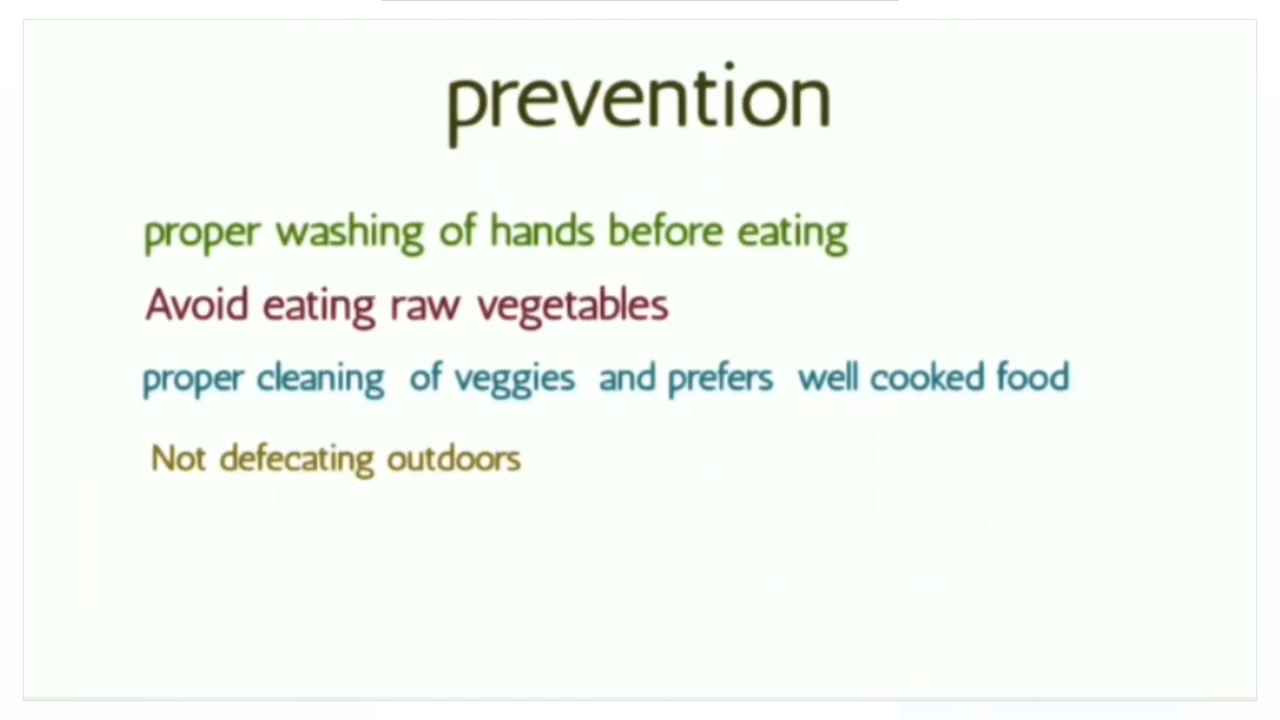 prevention
proper washing of hands before eating
Avoid eating raw vegetables
proper cleaning of veggies and prefers well cooked food
Not defecating outdoors